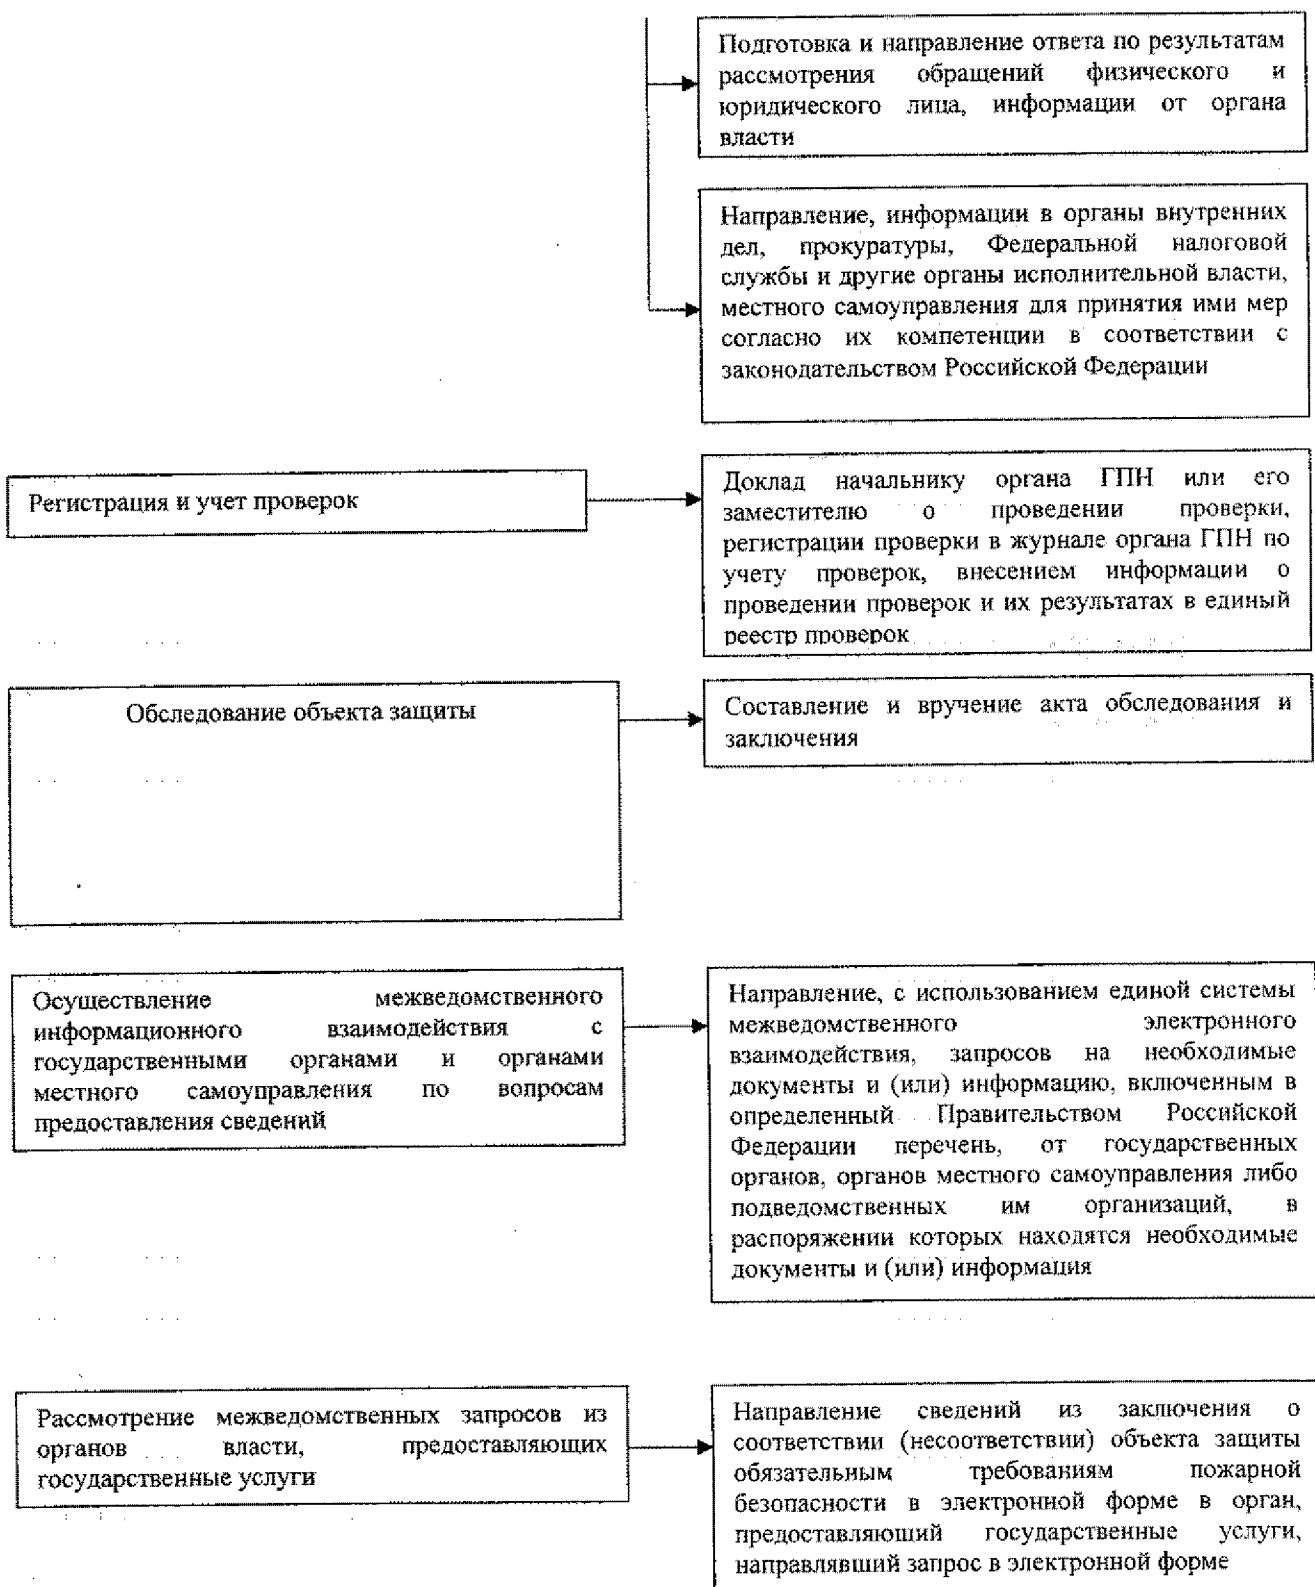 Подготовка и направление ответа по результатам
рассмотрения обращений физического и
юридического лица, информации от органа
власти
Направление, информации в органы внутренних
дел, прокуратуры, Федеральной налоговой
службы и другие органы исполнительной власти,
местного самоуправления для принятия ими мер
согласно их компетенции в соответствии с
законодательством Российской Федерации
Регистрация и учет проверок
Доклад начальнику органа ГПН или его
заместителю о проведении проверки,
регистрации проверки в журнале органа ГПН по
учету проверок, внесением информации о
проведении проверок и их результатах в единый
реестр проверок
Обследование объекта защиты
Составление и вручение акта обследования и
заключения
Осуществление межведомственного
информационного взаимодействия с
государственными органами и органами
местного самоуправления по вопросам
предоставления сведений
Направление, с использованием единой системы
межведомственного электронного
взаимодействия, запросов на необходимые
документы и (или) информацию, включенным в
определенный Правительством Российской
Федерации перечень, от государственных
органов, органов местного самоуправления либо
подведомственных им организаций, в
распоряжении которых находятся необходимые
документы и (или) информация
Рассмотрение межведомственных запросов из
органов власти, предоставляющих
государственные услуги
Направление сведений из заключения о
соответствии (несоответствии) объекта защиты
обязательным требованиям пожарной
безопасности в электронной форме в орган,
предоставляющий государственные услуги,
направлявший запрос в электронной форме